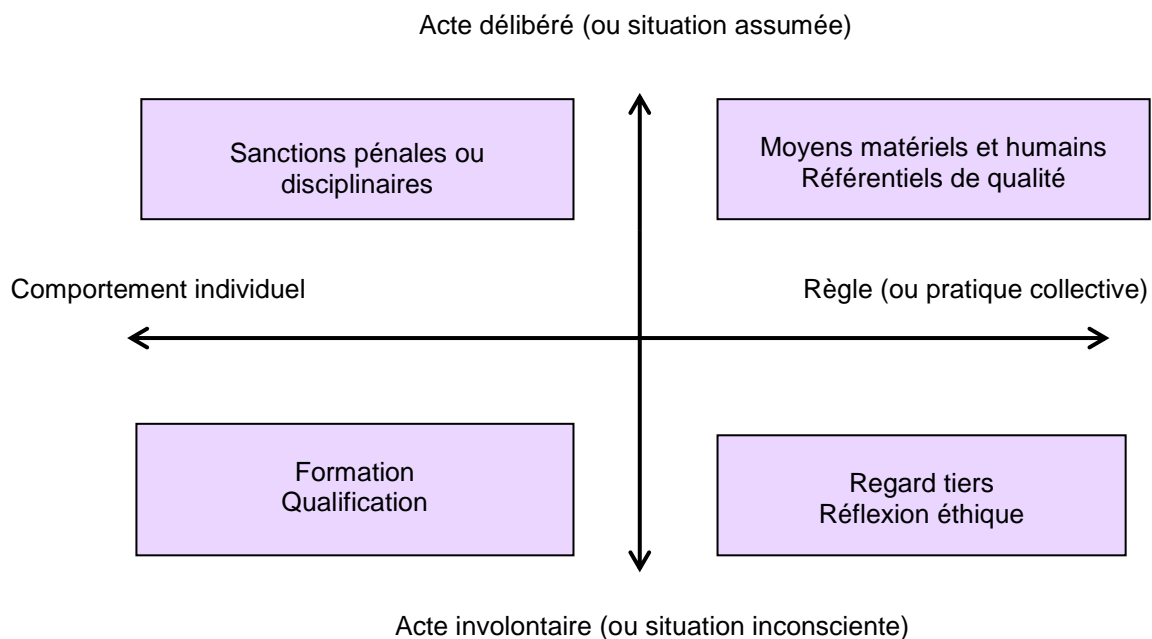 Acte délibéré (ou situation assumée)
Sanctions pénales ou
disciplinaires
Moyens matériels et humains
Référentiels de qualité
Comportement individuel
Règle (ou pratique collective)
Formation
Qualification
Regard tiers
Réflexion éthique
Acte involontaire (ou situation inconsciente)